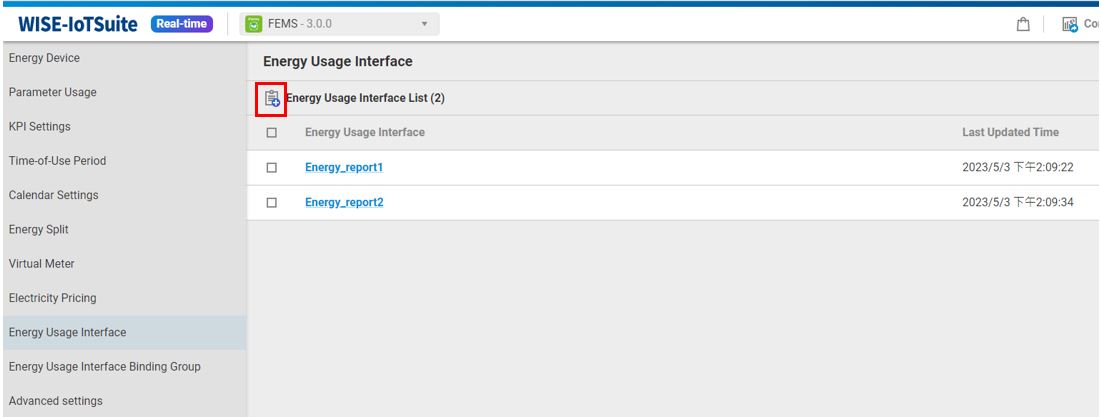 WISE-IoTSuite Real-time FEMS - 3.0.0
Energy Device
Parameter Usage
KPI Settings
Time-of-Use Period
Calendar Settings
Energy Split
Virtual Meter
Electricity Pricing
Energy Usage Interface
Energy Usage Interface Binding Group
Advanced settings
Energy Usage Interface
Energy Usage Interface List (2)
Energy Usage Interface Last Updated Time
Energy_report1 2023/5/3 下午2:09:22
Energy_report2 2023/5/3 下午2:09:34